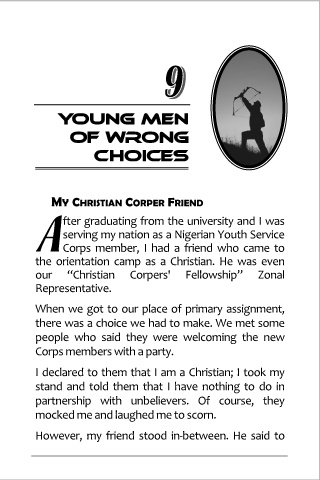 9
YOUNG MEN
OF WRONG
CHOICES
MY CHRISTIAN CORPER FRIEND
After graduating from the university and I was
serving my nation as a Nigerian Youth Service
Corps member, I had a friend who came to
the orientation camp as a Christian. He was even
our “Christian Corpers' Fellowship” Zonal
Representative.
When we got to our place of primary assignment,
there was a choice we had to make. We met some
people who said they were welcoming the new
Corps members with a party.
I declared to them that I am a Christian; I took my
stand and told them that I have nothing to do in
partnership with unbelievers. Of course, they
mocked me and laughed me to scorn.
However, my friend stood in-between. He said to